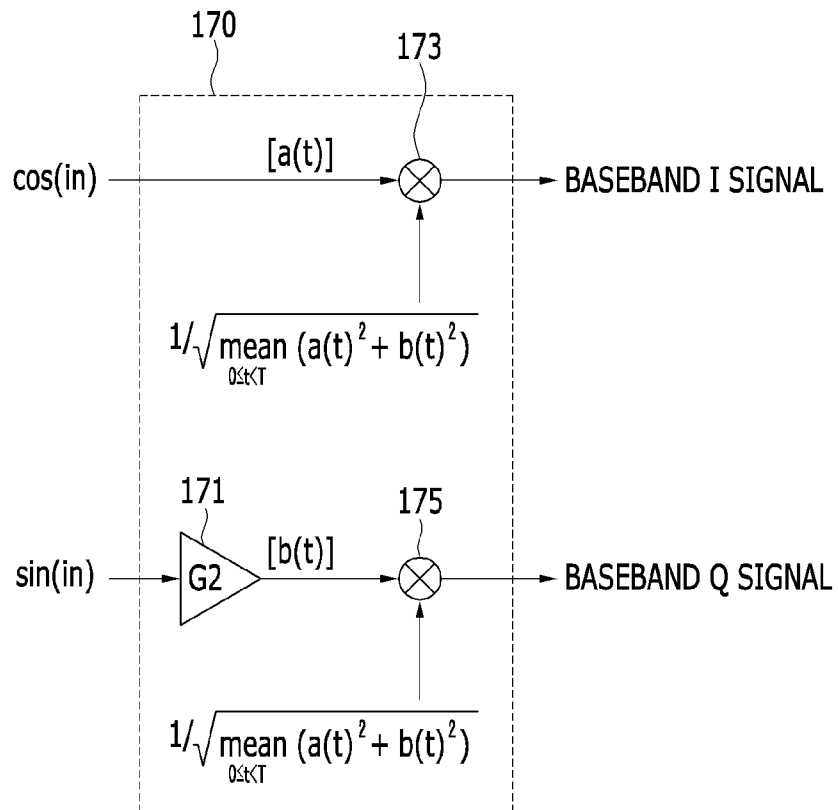 170
173
cos(in)
[a(t)]
BASEBAND I SIGNAL
1/√mean (a(t)² + b(t)²)
0≤t<T
171
175
sin(in)
G2
[b(t)]
BASEBAND Q SIGNAL
1/√mean (a(t)² + b(t)²)
0≤t<T